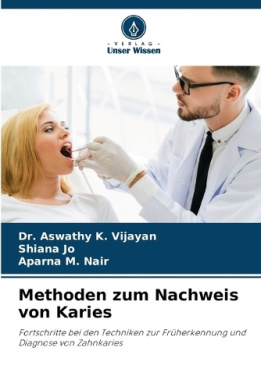 VERLAG
Unser Wissen
Dr. Aswathy K. Vijayan
Shiana Jo
Aparna M. Nair
Methoden zum Nachweis
von Karies
Fortschritte bei den Techniken zur Früherkennung und
Diagnose von Zahnkaries